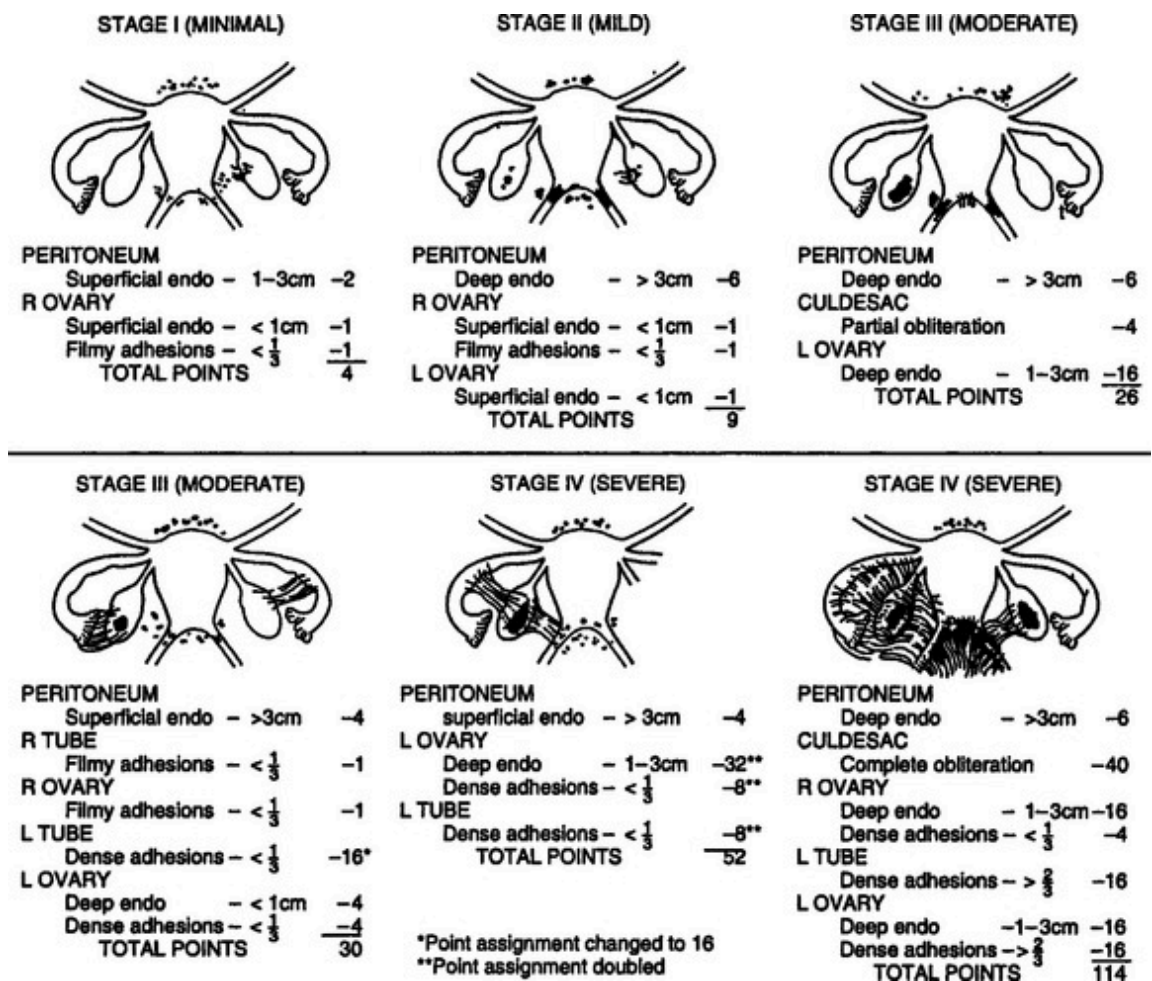 STAGE I (MINIMAL)
PERITONEUM
Superficial endo – 1–3cm –2
R OVARY
Superficial endo – < 1cm –1
Filmy adhesions – < 1/3 –1
TOTAL POINTS 4
STAGE II (MILD)
PERITONEUM
Deep endo – > 3cm –6
R OVARY
Superficial endo – < 1cm –1
Filmy adhesions – < 1/3 –1
L OVARY
Superficial endo – < 1cm –1
TOTAL POINTS 9
STAGE III (MODERATE)
PERITONEUM
Deep endo – > 3cm –6
CULDESAC
Partial obliteration –4
L OVARY
Deep endo – 1–3cm –16
TOTAL POINTS 26
STAGE III (MODERATE)
PERITONEUM
Superficial endo – >3cm –4
R TUBE
Filmy adhesions – < 1/3 –1
R OVARY
Filmy adhesions – < 1/3 –1
L TUBE
Dense adhesions – < 1/3 –16*
L OVARY
Deep endo – < 1cm –4
Dense adhesions – < 1/3 –4
TOTAL POINTS 30
STAGE IV (SEVERE)
PERITONEUM
superficial endo – > 3cm –4
L OVARY
Deep endo – 1–3cm –32**
Dense adhesions – < 1/3 –8**
L TUBE
Dense adhesions – < 1/3 –8**
TOTAL POINTS 52
*Point assignment changed to 16
**Point assignment doubled
STAGE IV (SEVERE)
PERITONEUM
Deep endo – >3cm –6
CULDESAC
Complete obliteration –40
R OVARY
Deep endo – 1–3cm –16
Dense adhesions – < 1/3 –4
L TUBE
Dense adhesions – > 2/3 –16
L OVARY
Deep endo –1–3cm –16
Dense adhesions –> 2/3 –16
TOTAL POINTS 114